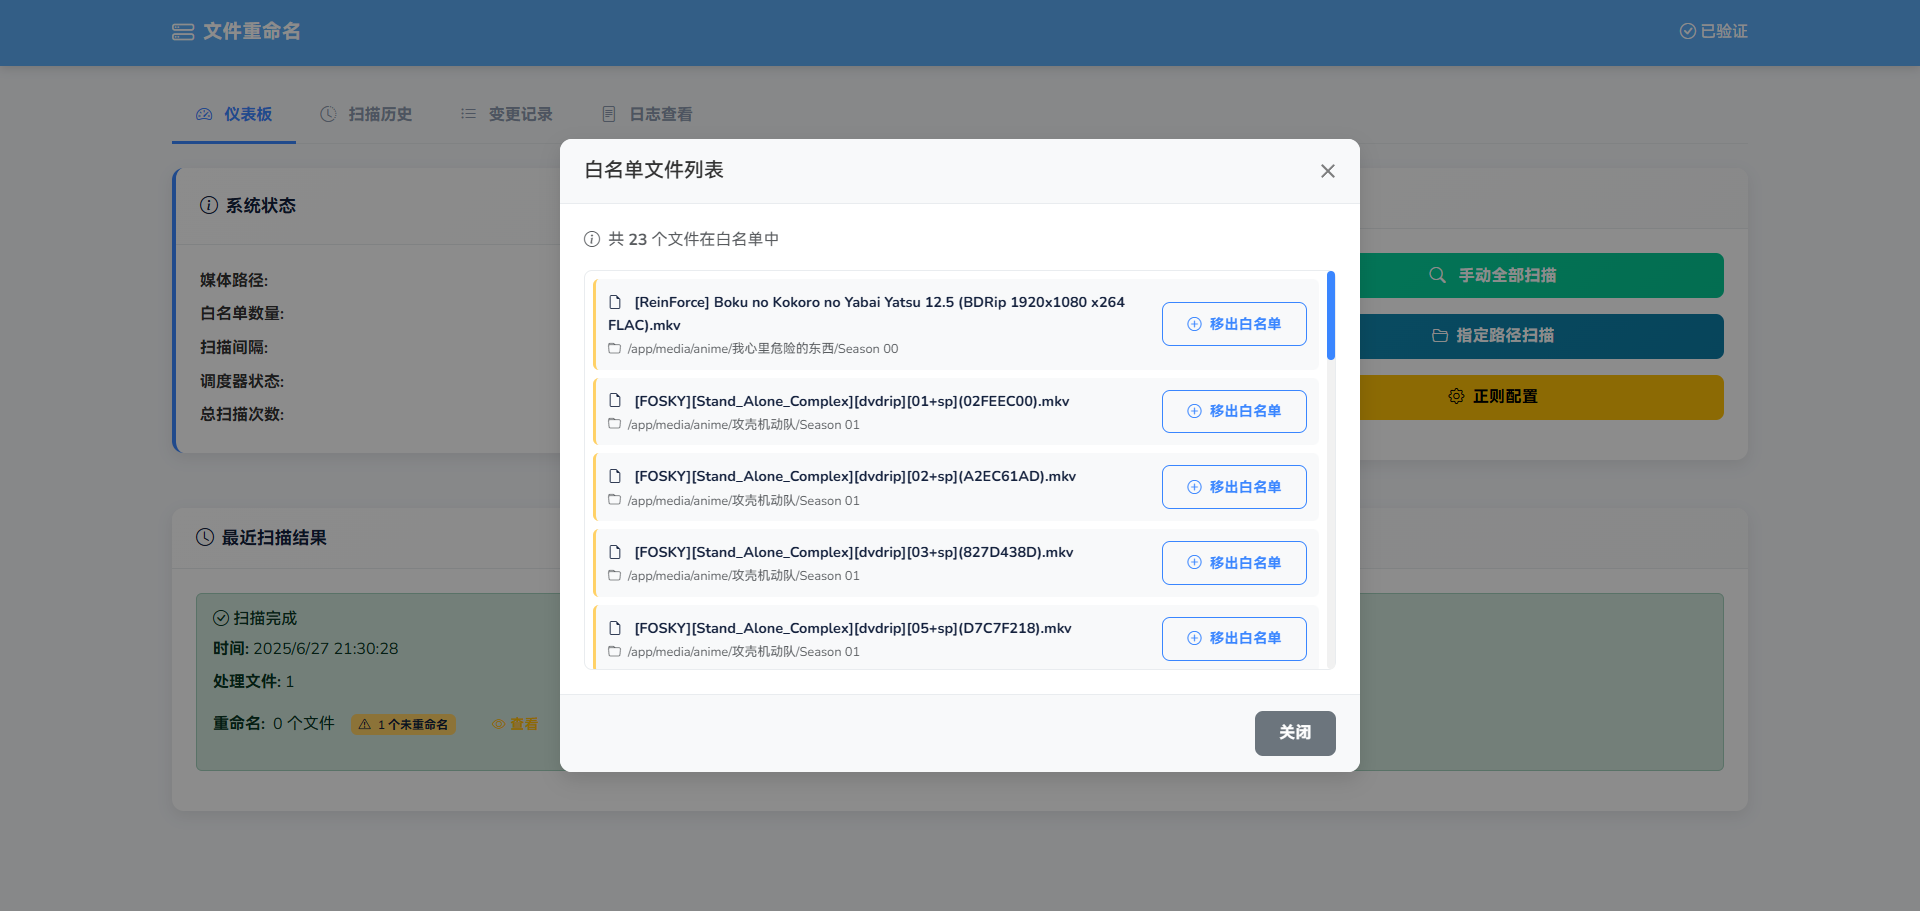 文件重命名
已验证
仪表板
扫描历史
变更记录
日志查看
系统状态
媒体路径:
白名单数量:
扫描间隔:
调度器状态:
总扫描次数:
手动全部扫描
指定路径扫描
正则配置
最近扫描结果
扫描完成
时间: 2025/6/27 21:30:28
处理文件: 1
重命名: 0 个文件 1 个未重命名 查看
白名单文件列表
共 23 个文件在白名单中
[ReinForce] Boku no Kokoro no Yabai Yatsu 12.5 (BDRip 1920x1080 x264
FLAC).mkv
/app/media/anime/我心里危险的东西/Season 00
移出白名单
[FOSKY][Stand_Alone_Complex][dvdrip][01+sp](02FEEC00).mkv
/app/media/anime/攻壳机动队/Season 01
移出白名单
[FOSKY][Stand_Alone_Complex][dvdrip][02+sp](A2EC61AD).mkv
/app/media/anime/攻壳机动队/Season 01
移出白名单
[FOSKY][Stand_Alone_Complex][dvdrip][03+sp](827D438D).mkv
/app/media/anime/攻壳机动队/Season 01
移出白名单
[FOSKY][Stand_Alone_Complex][dvdrip][05+sp](D7C7F218).mkv
/app/media/anime/攻壳机动队/Season 01
移出白名单
关闭